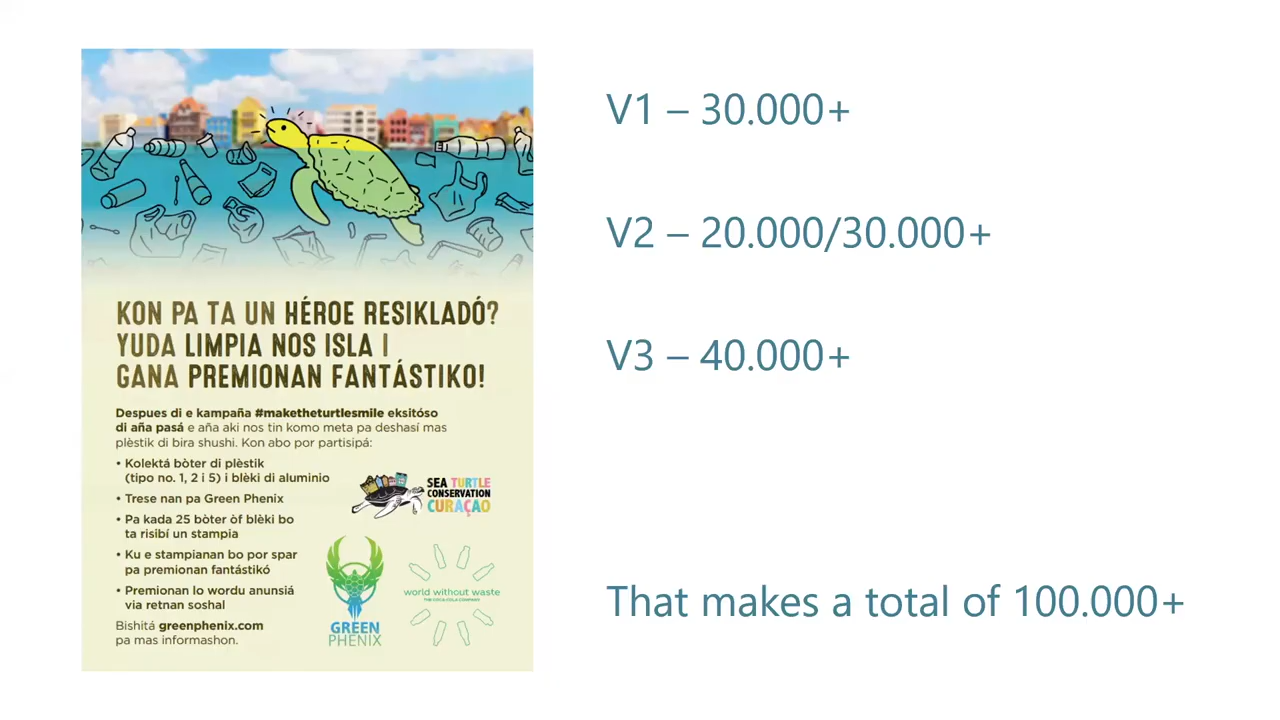 KON PA TA UN HÉROE RESIKLADÓ?
YUDA LIMPIA NOS ISLA I
GANA PREMIONAN FANTÁSTIKO!
Despues di e kampaña #maketheturtlesmile eksitóso
di aña pasá e aña aki nos tin komo meta pa deshasí mas
plèstik di bira shushi. Kon abo por partisipá:
• Kolektá bòter di plèstik
(tipo no. 1, 2 i 5) i blèki di aluminio
• Trese nan pa Green Phenix
• Pa kada 25 bòter òf blèki bo
ta risibí un stampia
• Ku e stampianan bo por spar
pa premionan fantástikó
• Premionan lo wordu anunsiá
via retnan soshal
Bishitá greenphenix.com
pa mas informashon.
SEA TURTLE
CONSERVATION
CURAÇAO
GREEN
PHENIX
world without waste
THE COCA-COLA COMPANY
V1 – 30.000+
V2 – 20.000/30.000+
V3 – 40.000+
That makes a total of 100.000+